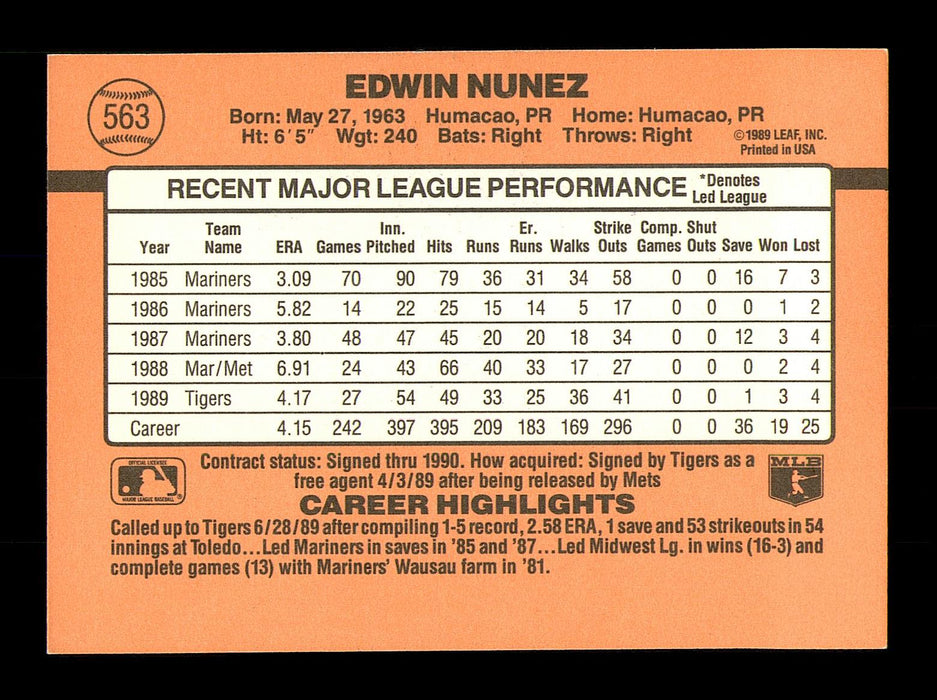 EDWIN NUNEZ
563
Born: May 27, 1963 Humacao, PR Home: Humacao, PR
Ht: 6'5" Wgt: 240 Bats: Right Throws: Right
©1989 LEAF, INC.
Printed in USA
RECENT MAJOR LEAGUE PERFORMANCE *Denotes
Led League
Team Inn. Er. Strike Comp. Shut
Year Name ERA Games Pitched Hits Runs Runs Walks Outs Games Outs Save Won Lost
1985 Mariners 3.09 70 90 79 36 31 34 58 0 0 16 7 3
1986 Mariners 5.82 14 22 25 15 14 5 17 0 0 0 1 2
1987 Mariners 3.80 48 47 45 20 20 18 34 0 0 12 3 4
1988 Mar/Met 6.91 24 43 66 40 33 17 27 0 0 0 2 4
1989 Tigers 4.17 27 54 49 33 25 36 41 0 0 1 3 4
Career 4.15 242 397 395 209 183 169 296 0 0 36 19 25
Contract status: Signed thru 1990. How acquired: Signed by Tigers as a
free agent 4/3/89 after being released by Mets
OFFICIAL LICENSEE
MAJOR LEAGUE BASEBALL
MLB
CAREER HIGHLIGHTS
Called up to Tigers 6/28/89 after compiling 1-5 record, 2.58 ERA, 1 save and 53 strikeouts in 54
innings at Toledo...Led Mariners in saves in '85 and '87...Led Midwest Lg. in wins (16-3) and
complete games (13) with Mariners' Wausau farm in '81.